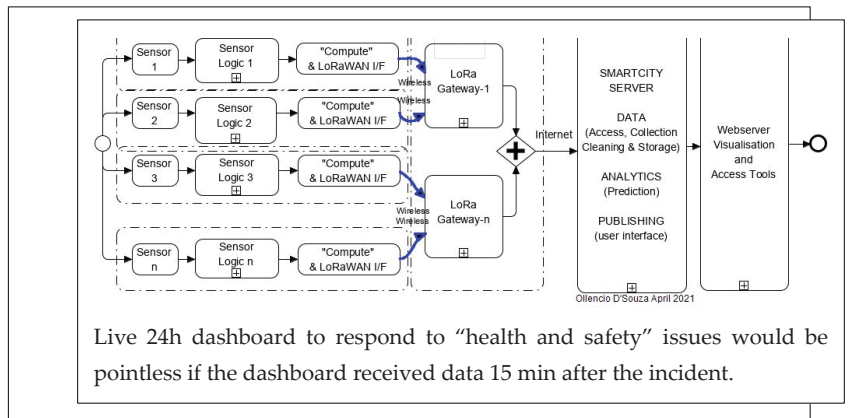 Sensor
1
Sensor
Logic 1
"Compute"
& LoRaWAN I/F
Wireless
LoRa
Gateway-1
Sensor
2
Sensor
Logic 2
"Compute"
& LoRaWAN I/F
Wireless
Sensor
3
Sensor
Logic 3
"Compute"
& LoRaWAN I/F
Wireless
LoRa
Gateway-n
Sensor
n
Sensor
Logic n
"Compute"
& LoRaWAN I/F
Wireless
Internet
SMARTCITY
SERVER
DATA
(Access, Collection
Cleaning & Storage)
ANALYTICS
(Prediction)
PUBLISHING
(user interface)
Webserver
Visualisation
and
Access Tools
Ollencio D'Souza April 2021
Live 24h dashboard to respond to “health and safety” issues would be
pointless if the dashboard received data 15 min after the incident.